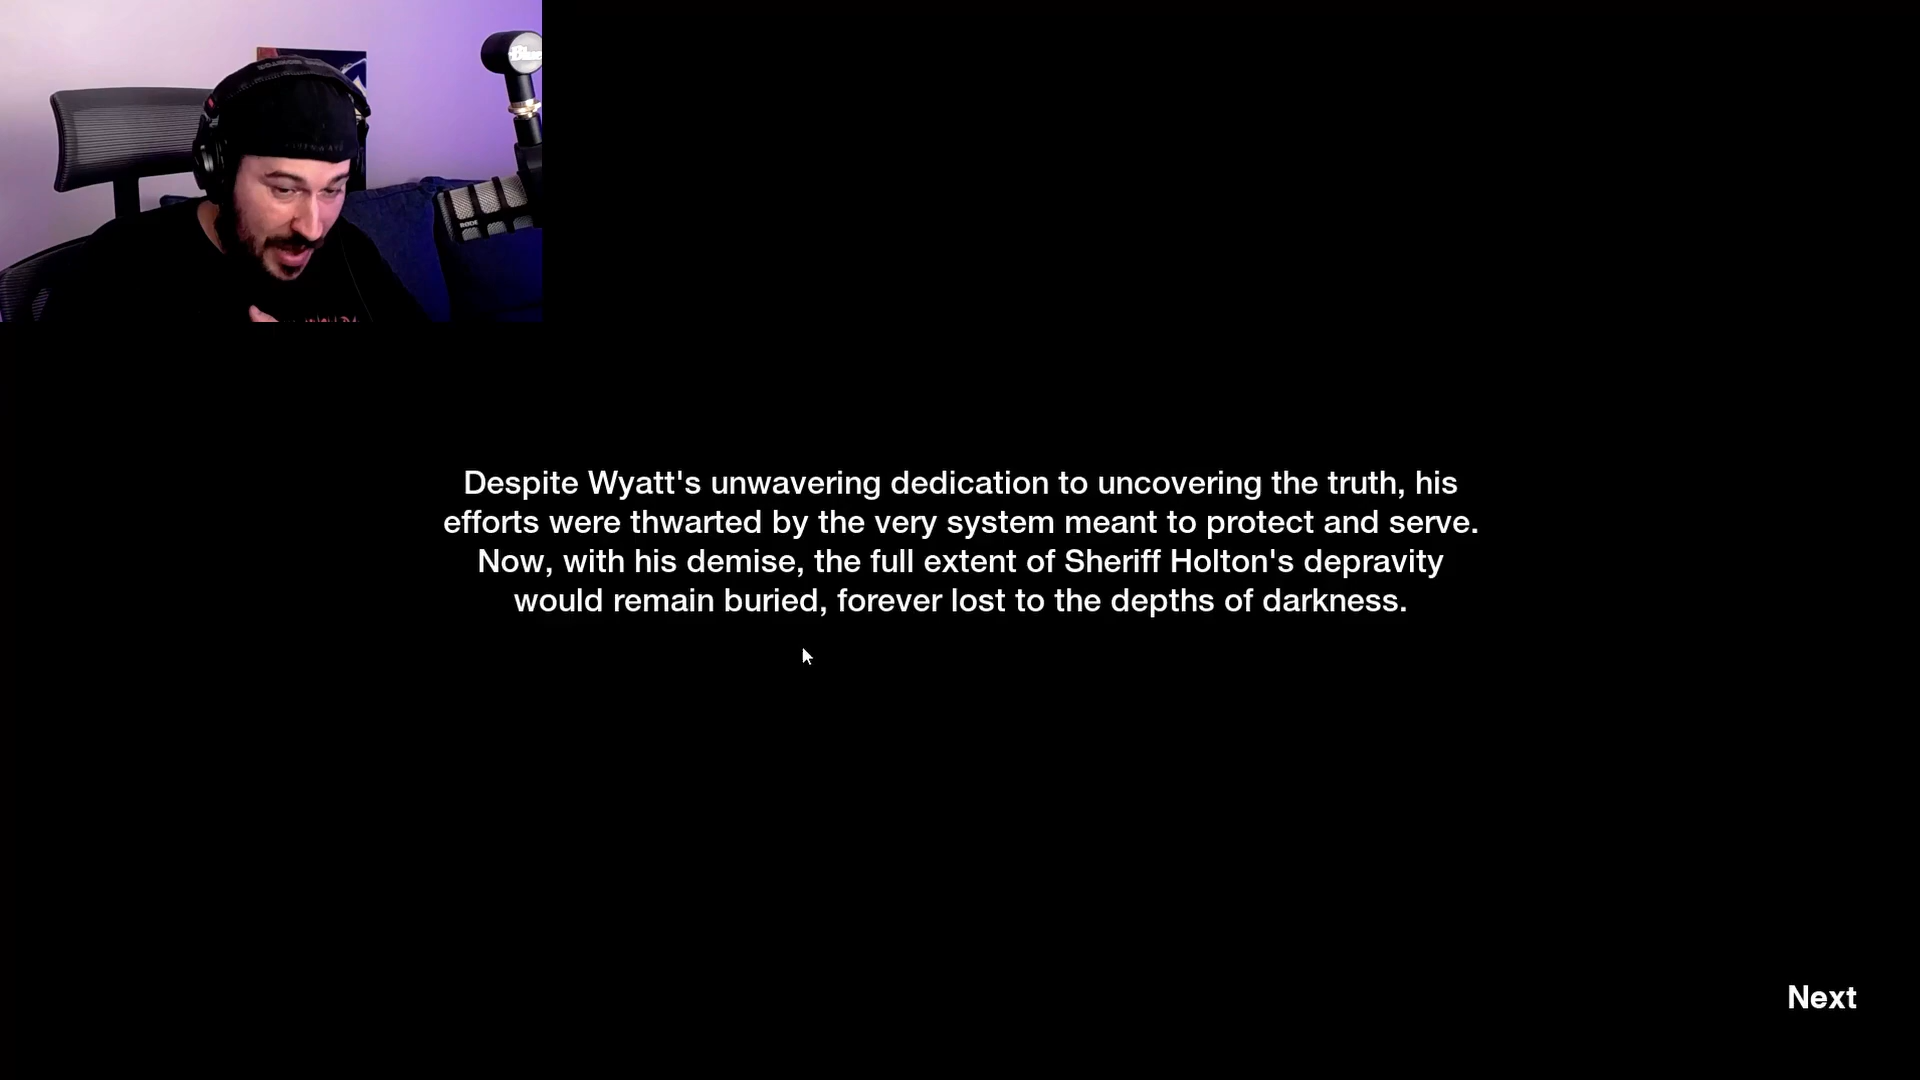 RØDE
Despite Wyatt's unwavering dedication to uncovering the truth, his
efforts were thwarted by the very system meant to protect and serve.
Now, with his demise, the full extent of Sheriff Holton's depravity
would remain buried, forever lost to the depths of darkness.
Next